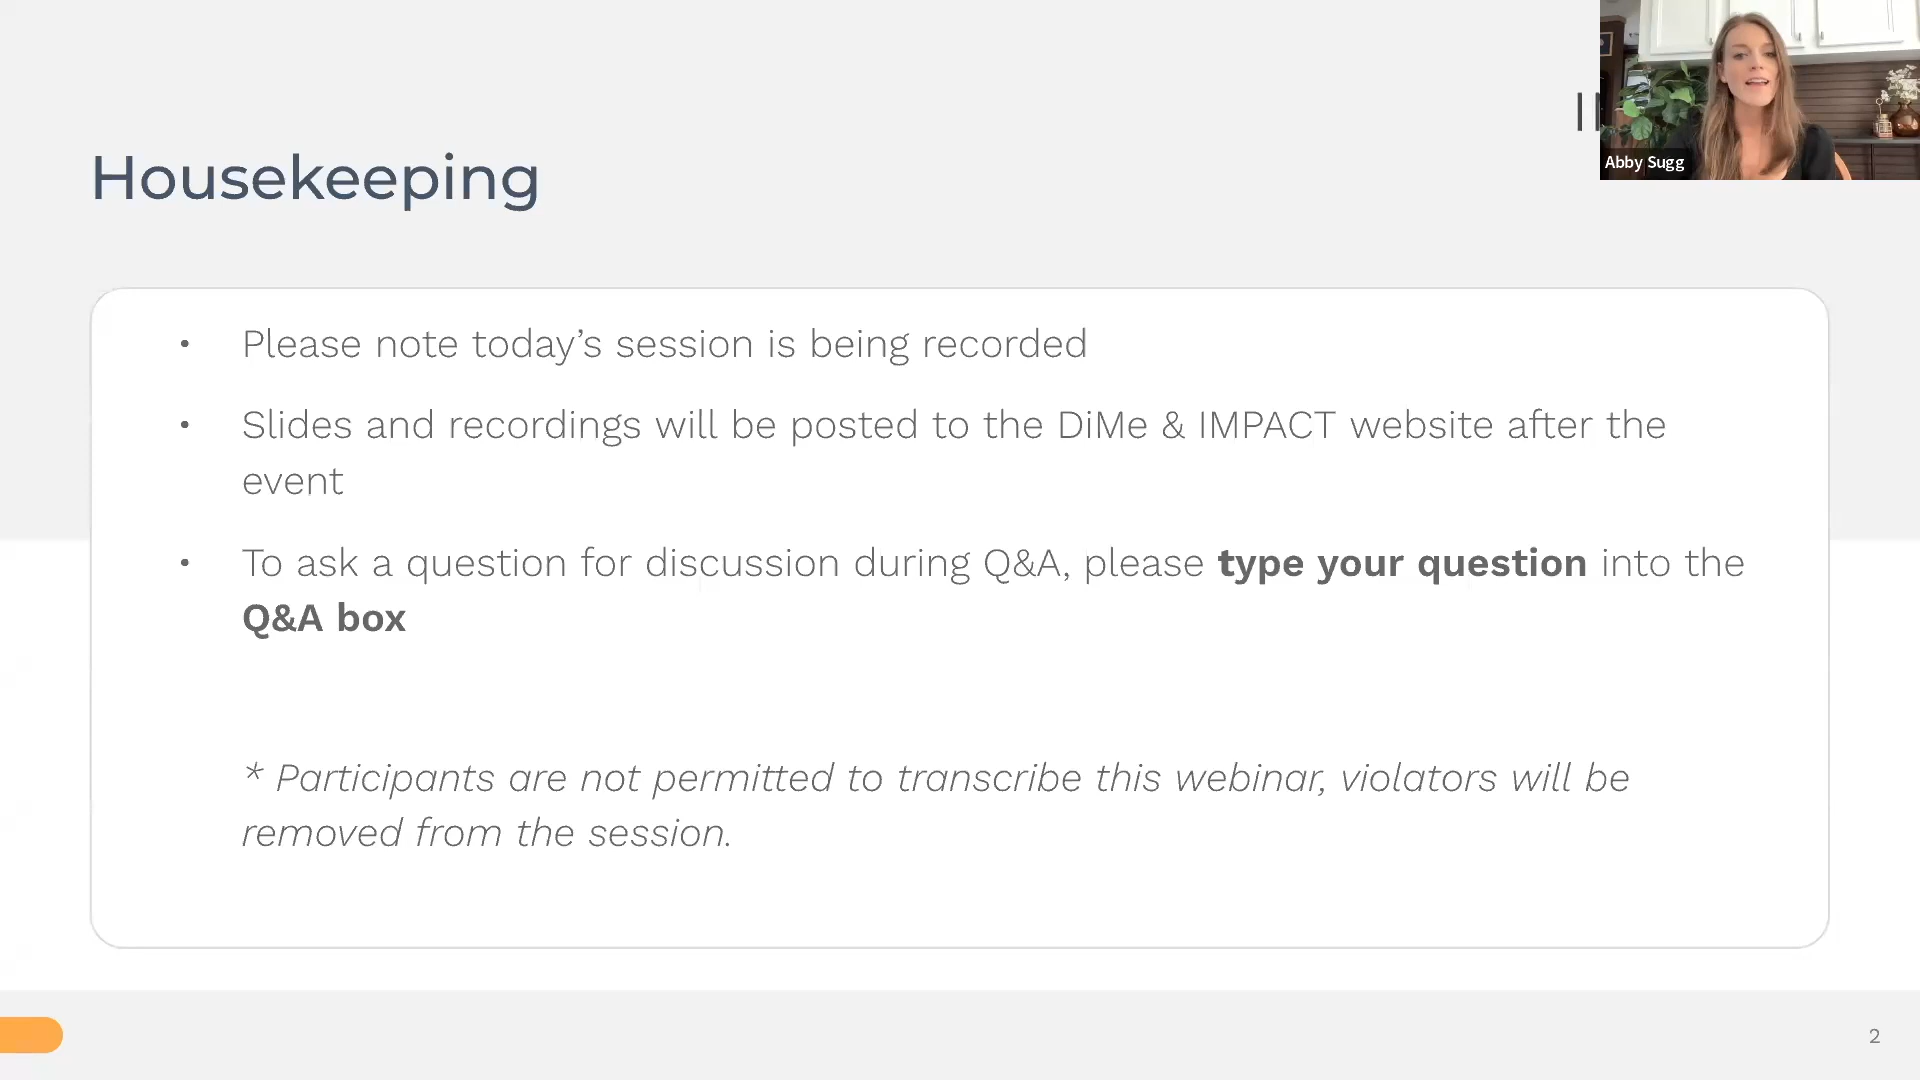 Housekeeping
Abby Sugg
• Please note today’s session is being recorded
• Slides and recordings will be posted to the DiMe & IMPACT website after the
event
• To ask a question for discussion during Q&A, please type your question into the
Q&A box
* Participants are not permitted to transcribe this webinar, violators will be
removed from the session.
2